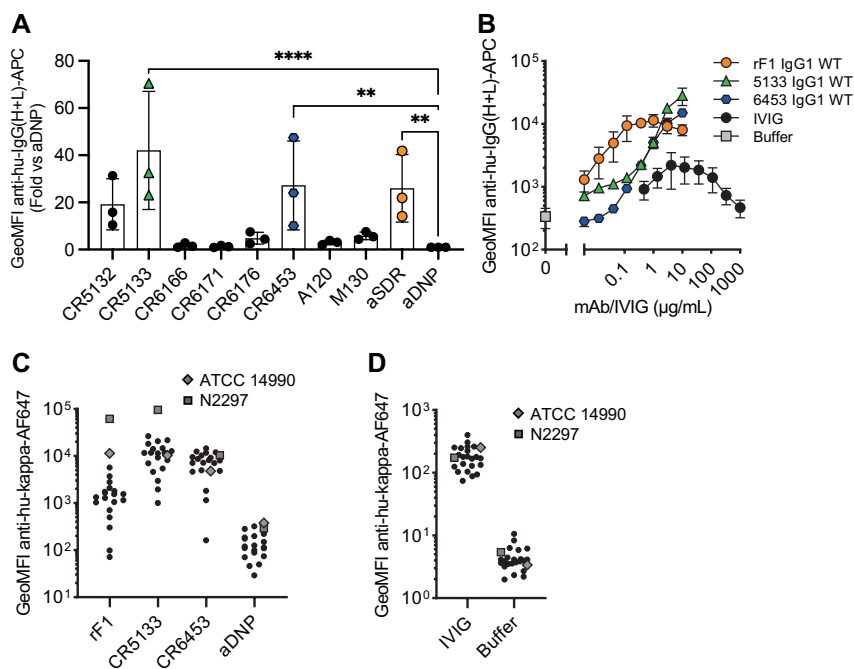 A
GeoMFI anti-hu-IgG(H+L)-APC
(Fold vs aDNP)
80
60
40
20
0
****
**
**
CR5132
CR5133
CR6166
CR6171
CR6176
CR6453
A120
M130
aSDR
aDNP
B
GeoMFI anti-hu-IgG(H+L)-APC
10⁵
10⁴
10³
10²
0
0.1
1
10
100
1000
mAb/IVIG (µg/mL)
rF1 IgG1 WT
5133 IgG1 WT
6453 IgG1 WT
IVIG
Buffer
C
ATCC 14990
N2297
GeoMFI anti-hu-kappa-AF647
10⁵
10⁴
10³
10²
10¹
rF1
CR5133
CR6453
aDNP
D
ATCC 14990
N2297
GeoMFI anti-hu-kappa-AF647
10³
10²
10¹
10⁰
IVIG
Buffer